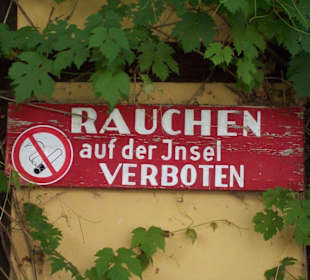 RAUCHEN
auf der Jnsel
VERBOTEN